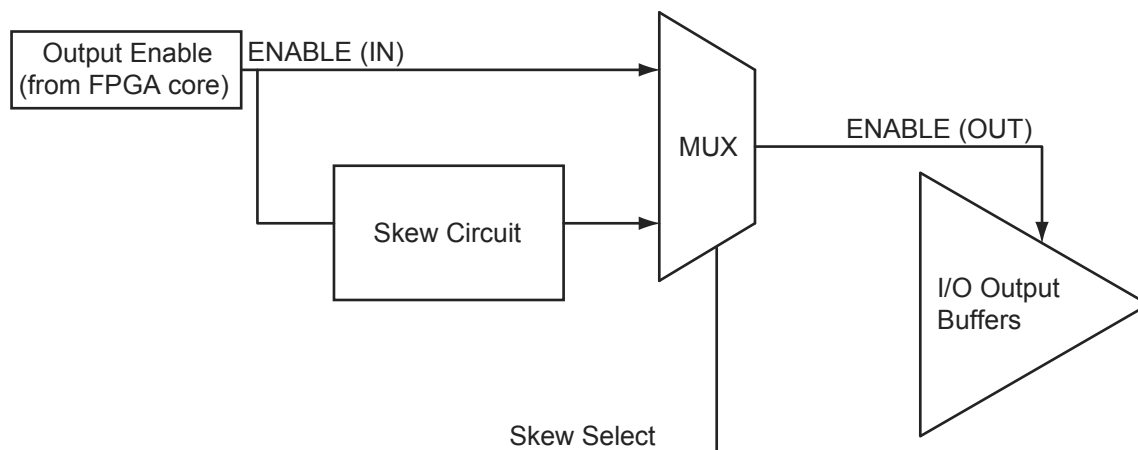 Output Enable
(from FPGA core)
ENABLE (IN)
MUX
ENABLE (OUT)
Skew Circuit
I/O Output
Buffers
Skew Select